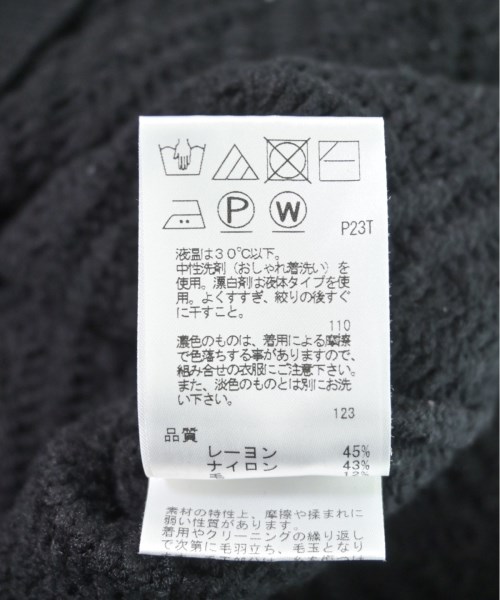 P W
P23T
液温は30℃以下。
中性洗剤（おしゃれ着洗い）を
使用。漂白剤は液体タイプを使
用。よくすすぎ、絞りの後すぐ
に干すこと。
110
濃色のものは、着用による摩擦
で色落ちする事がありますので、
組み合せの衣服にご注意下さい。
また、淡色のものとは別にお洗
い下さい。
123
品質
レーヨン 45%
ナイロン 43%
毛 12%
素材の特性上、摩擦や揉まれに
弱い性質があります。
着用やクリーニングの繰り返し
で次第に毛羽立ち、毛玉となり